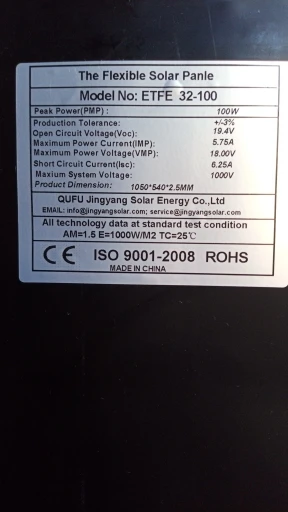 The Flexible Solar Panle
Model No: ETFE 32-100
Peak Power(PMP) : 100W
Production Tolerance: +/-3%
Open Circuit Voltage(Voc): 19.4V
Maximum Power Current(IMP): 5.75A
Maximum Power Voltage(VMP): 18.00V
Short Circuit Current(Isc): 6.25A
Maxium System Voltage: 1000V
Product Dimension: 1050*540*2.5MM
QUFU Jingyang Solar Energy Co.,Ltd
EMAIL: info@jingyangsolar.com; service@jingyangsolar.com
All technology data at standard test condition
AM=1.5 E=1000W/M2 TC=25℃
CE ISO 9001-2008 ROHS
MADE IN CHINA